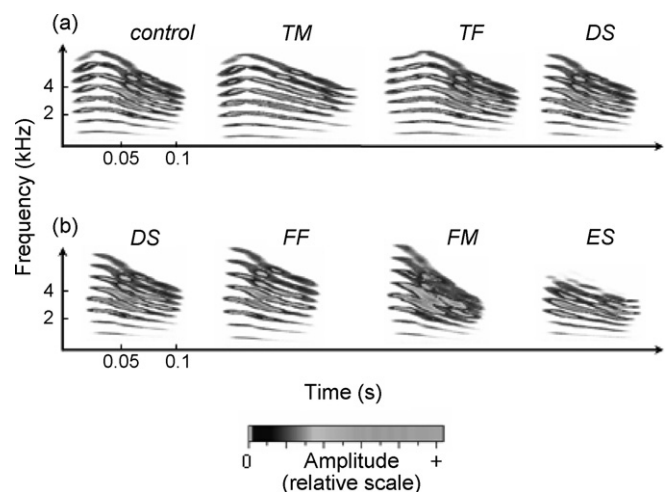 (a) control TM TF DS
4
2
0.05 0.1
Frequency (kHz)
(b) DS FF FM ES
4
2
0.05 0.1
Time (s)
0 Amplitude +
(relative scale)